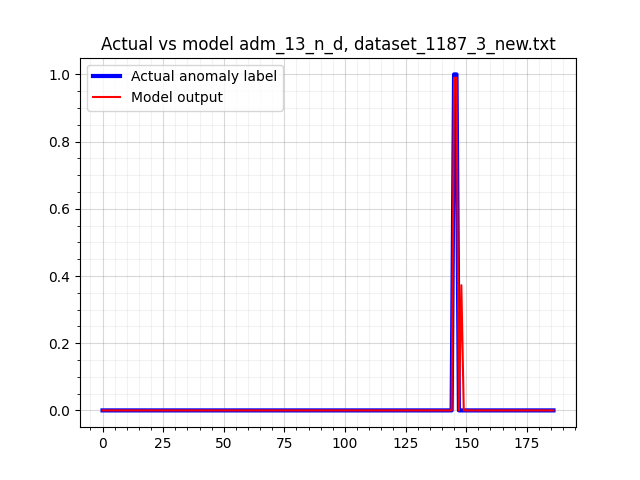 Actual vs model adm_13_n_d, dataset_1187_3_new.txt
Actual anomaly label
Model output
1.0
0.8
0.6
0.4
0.2
0.0
0 25 50 75 100 125 150 175